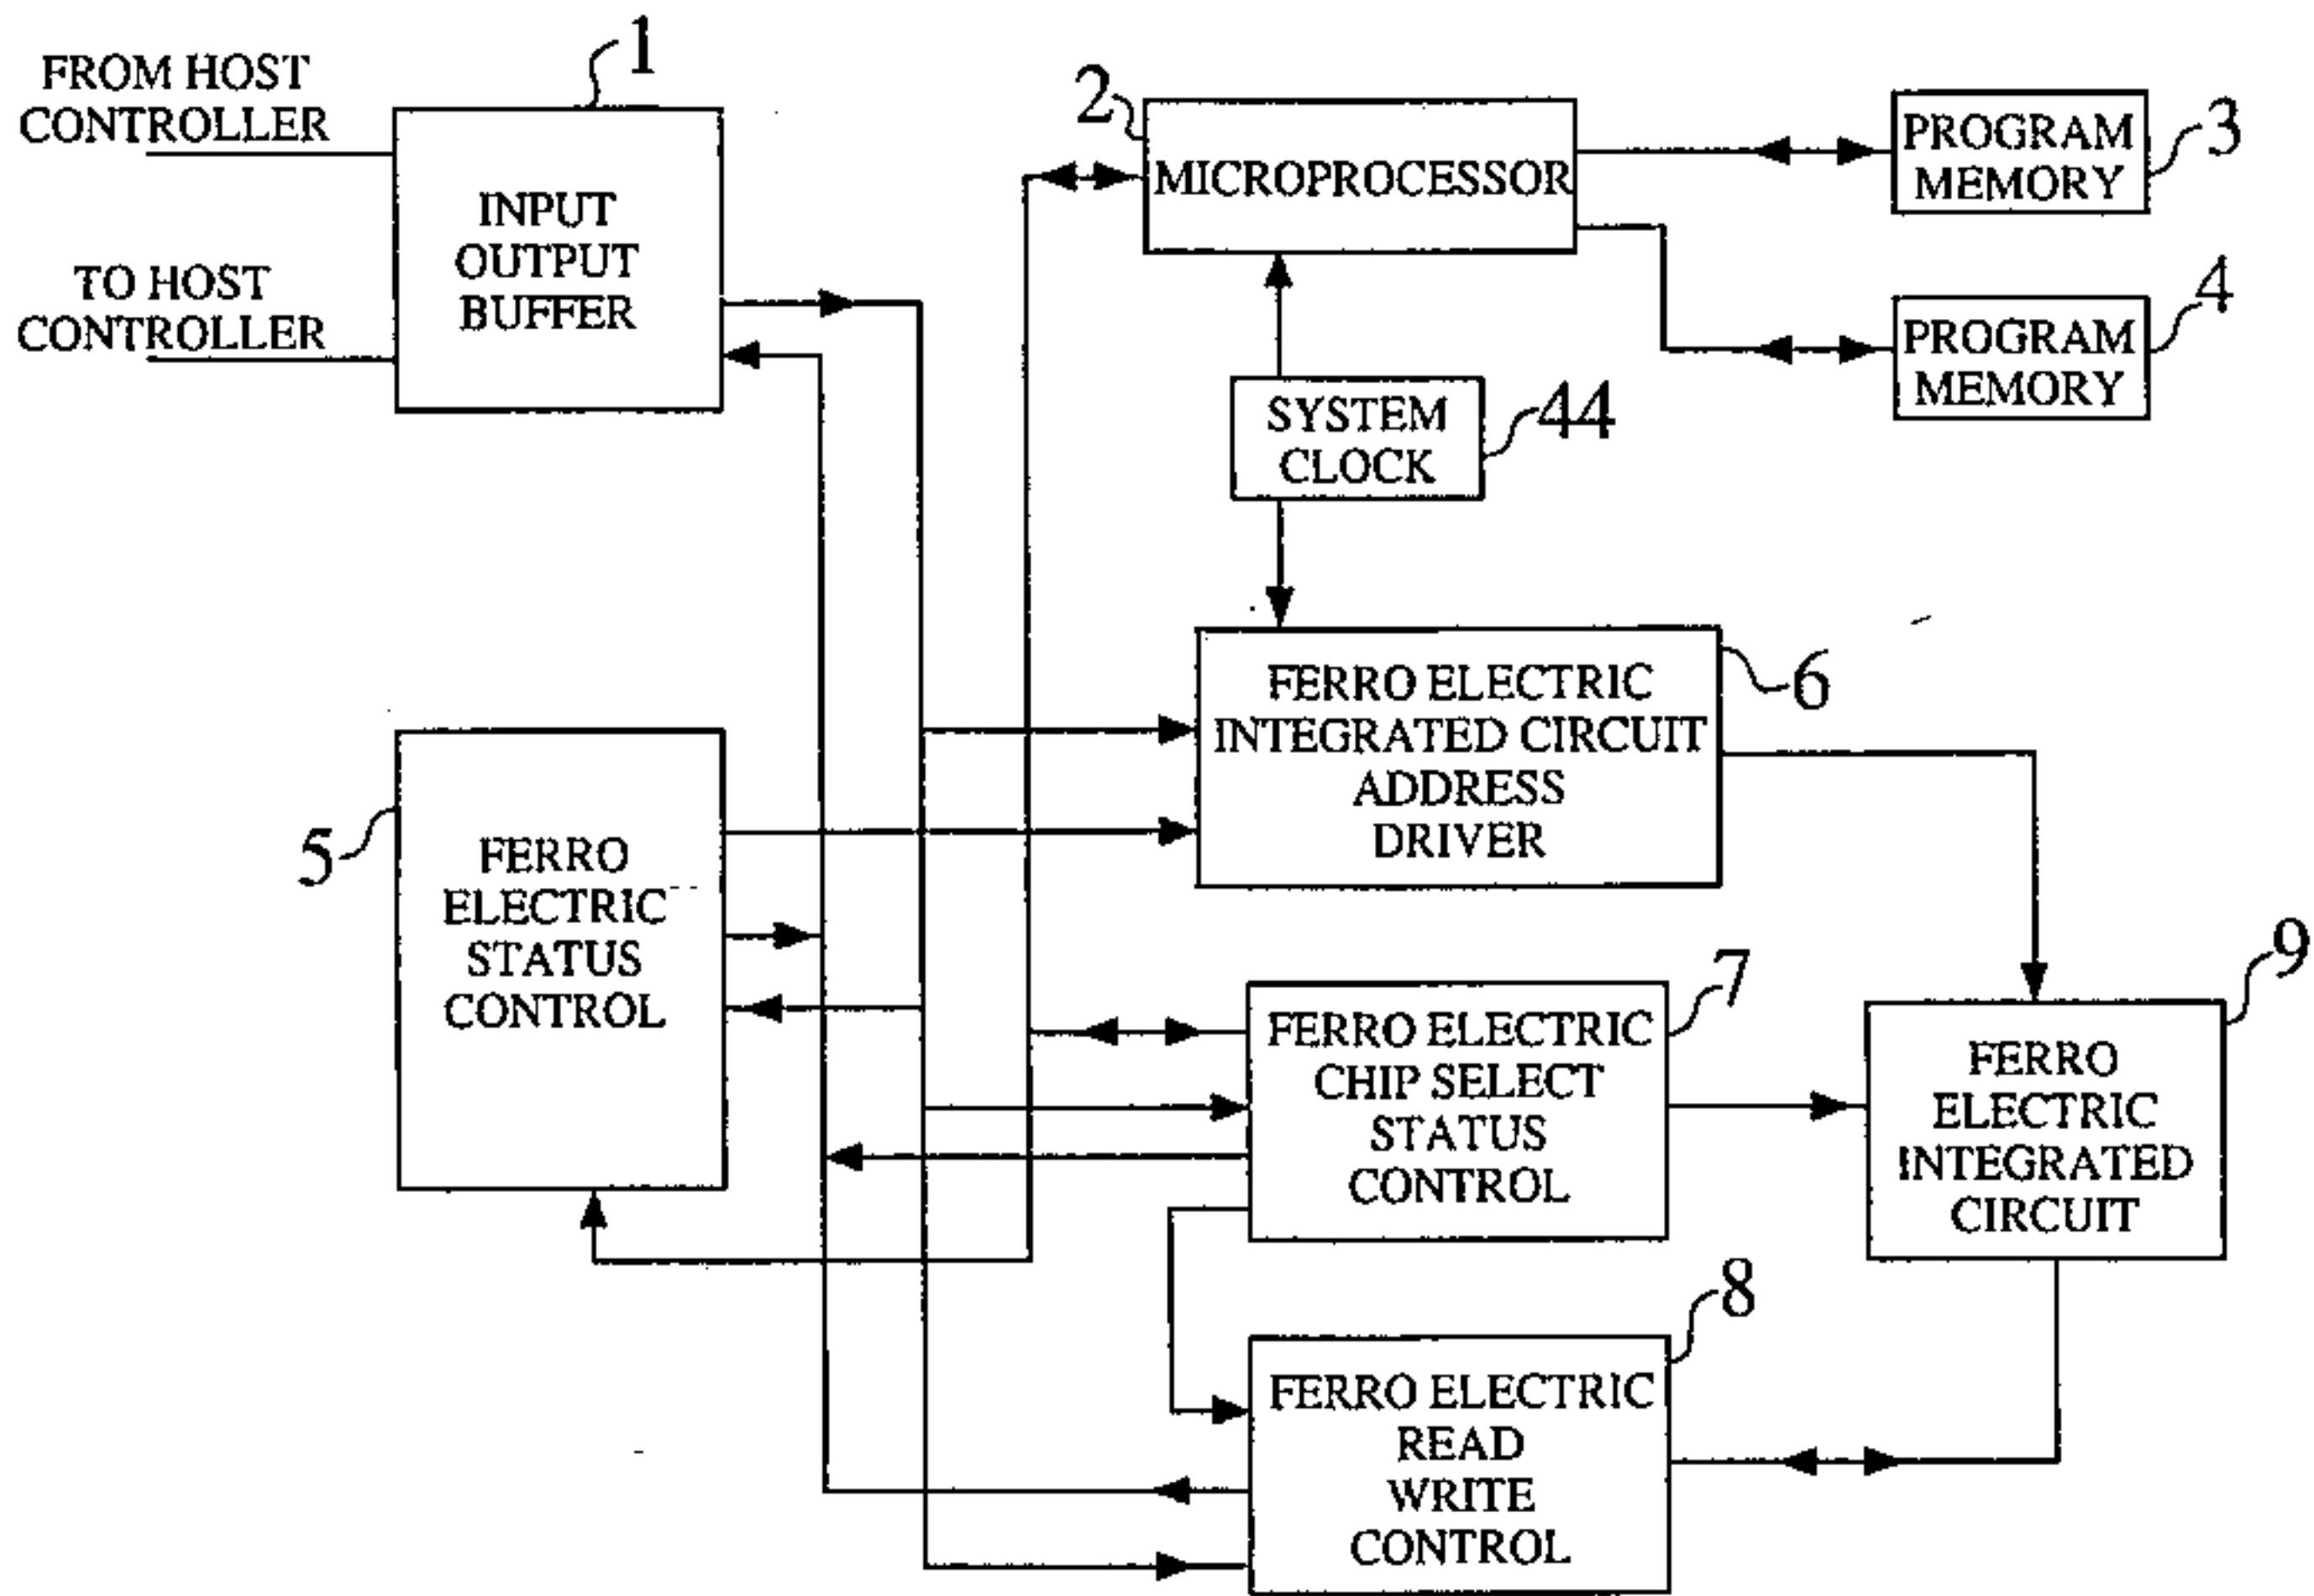 FROM HOST
CONTROLLER
1
INPUT
OUTPUT
BUFFER
TO HOST
CONTROLLER
2
MICROPROCESSOR
PROGRAM
MEMORY
3
PROGRAM
MEMORY
4
SYSTEM
CLOCK
44
5
FERRO
ELECTRIC
STATUS
CONTROL
FERRO ELECTRIC
INTEGRATED CIRCUIT
ADDRESS
DRIVER
6
FERRO ELECTRIC
CHIP SELECT
STATUS
CONTROL
7
FERRO ELECTRIC
READ
WRITE
CONTROL
8
FERRO
ELECTRIC
INTEGRATED
CIRCUIT
9